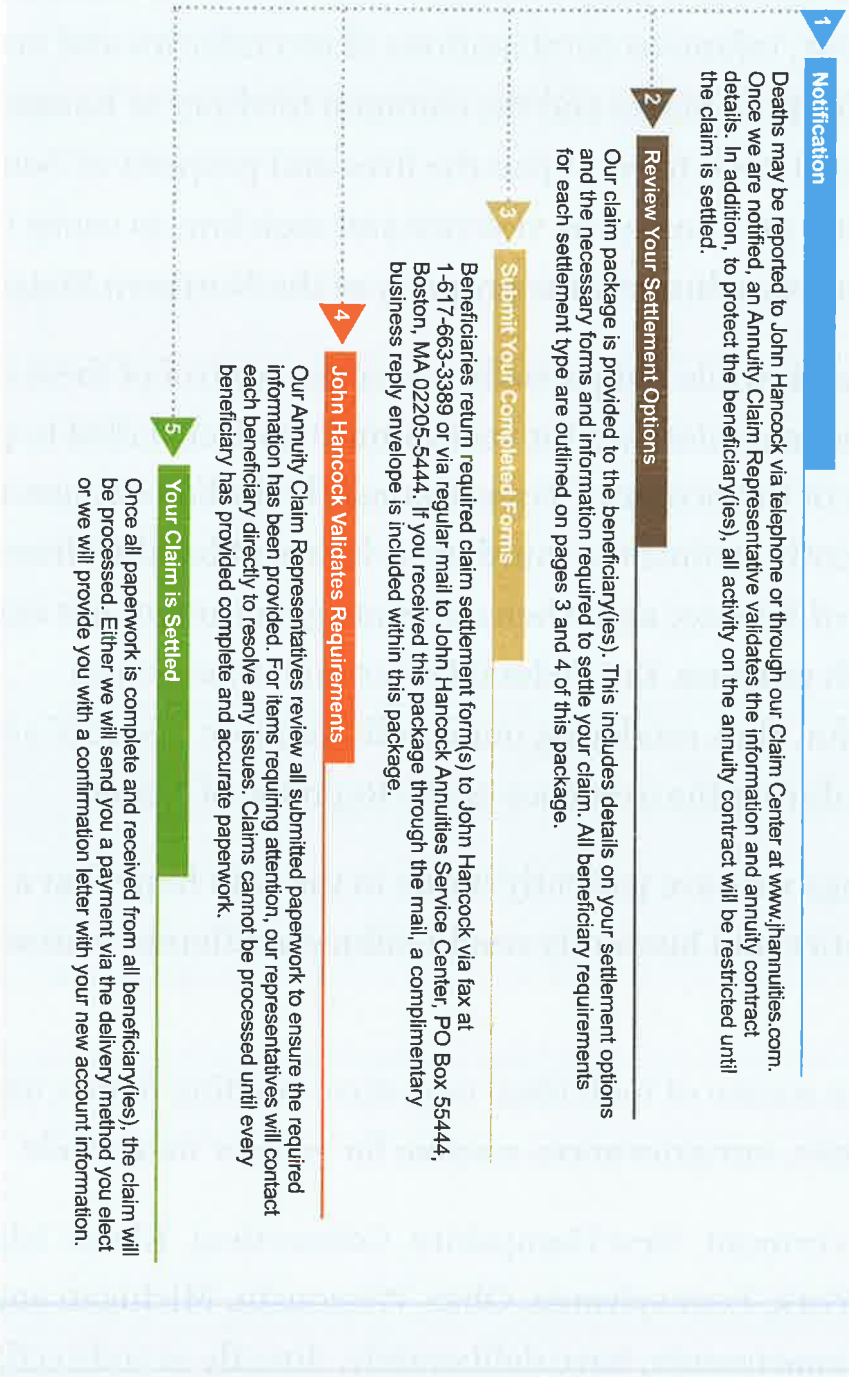 1 Notification
Deaths may be reported to John Hancock via telephone or through our Claim Center at www.jhannuities.com.
Once we are notified, an Annuity Claim Representative validates the information and annuity contract
details. In addition, to protect the beneficiary(ies), all activity on the annuity contract will be restricted until
the claim is settled.
2 Review Your Settlement Options
Our claim package is provided to the beneficiary(ies). This includes details on your settlement options
and the necessary forms and information required to settle your claim. All beneficiary requirements
for each settlement type are outlined on pages 3 and 4 of this package.
3 Submit Your Completed Forms
Beneficiaries return required claim settlement form(s) to John Hancock via fax at
1-617-663-3389 or via regular mail to John Hancock Annuities Service Center, PO Box 55444,
Boston, MA 02205-5444. If you received this package through the mail, a complimentary
business reply envelope is included within this package.
4 John Hancock Validates Requirements
Our Annuity Claim Representatives review all submitted paperwork to ensure the required
information has been provided. For items requiring attention, our representatives will contact
each beneficiary directly to resolve any issues. Claims cannot be processed until every
beneficiary has provided complete and accurate paperwork.
5 Your Claim is Settled
Once all paperwork is complete and received from all beneficiary(ies), the claim will
be processed. Either we will send you a payment via the delivery method you elect
or we will provide you with a confirmation letter with your new account information.